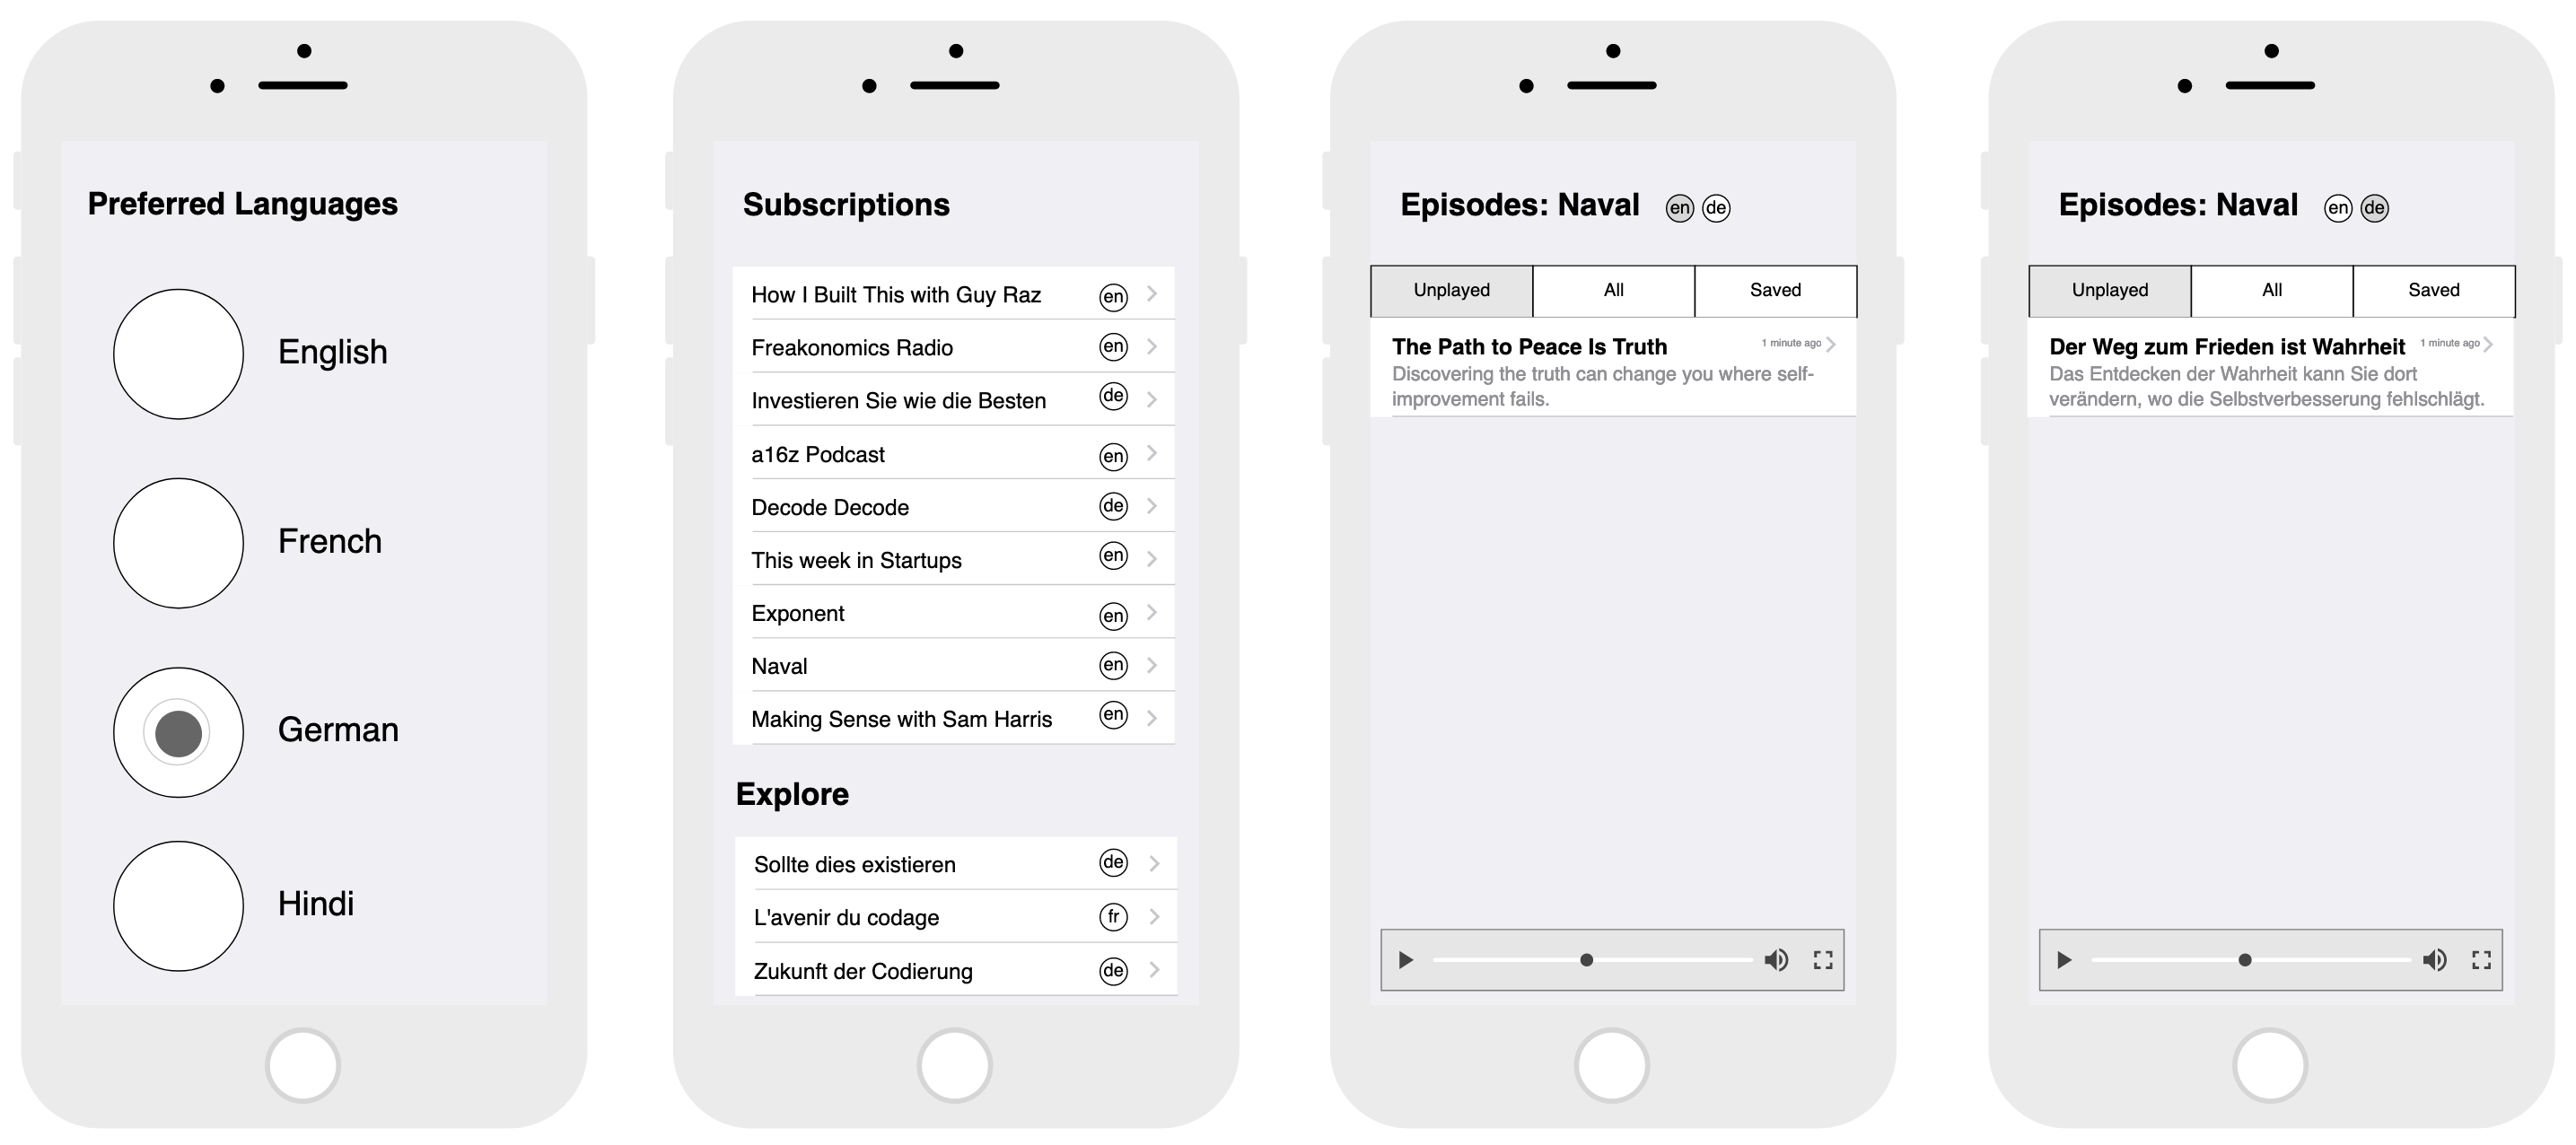 Preferred Languages
English
French
German
Hindi
Subscriptions
How I Built This with Guy Raz en
Freakonomics Radio en
Investieren Sie wie die Besten de
a16z Podcast en
Decode Decode de
This week in Startups en
Exponent en
Naval en
Making Sense with Sam Harris en
Explore
Sollte dies existieren de
L'avenir du codage fr
Zukunft der Codierung de
Episodes: Naval en de
Unplayed All Saved
The Path to Peace Is Truth 1 minute ago
Discovering the truth can change you where self-
improvement fails.
Episodes: Naval en de
Unplayed All Saved
Der Weg zum Frieden ist Wahrheit 1 minute ago
Das Entdecken der Wahrheit kann Sie dort
verändern, wo die Selbstverbesserung fehlschlägt.